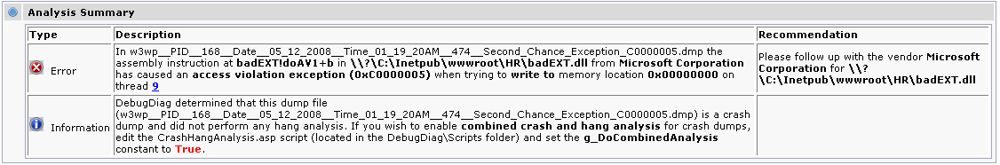 Analysis Summary
Type Description Recommendation
In w3wp__PID__168__Date__05_12_2008__Time_01_19_20AM__474__Second_Chance_Exception_C0000005.dmp
the assembly instruction at badEXT!doAV1+b in \\?\C:\Inetpub\wwwroot\HR\badEXT.dll from Microsoft Corporation
has caused an access violation exception (0xC0000005) when trying to write to memory location 0x00000000 on
thread 9
Error
Please follow up with the vendor Microsoft
Corporation for \\?
\C:\Inetpub\wwwroot\HR\badEXT.dll
DebugDiag determined that this dump file
(w3wp__PID__168__Date__05_12_2008__Time_01_19_20AM__474__Second_Chance_Exception_C0000005.dmp) is a crash
dump and did not perform any hang analysis. If you wish to enable combined crash and hang analysis for crash dumps,
edit the CrashHangAnalysis.asp script (located in the DebugDiag\Scripts folder) and set the g_DoCombinedAnalysis
constant to True.
Information